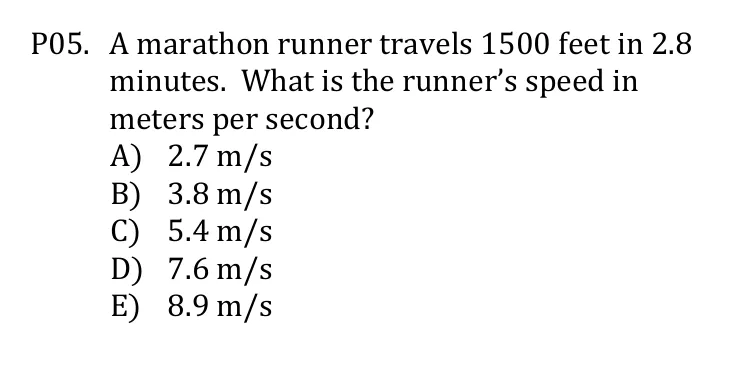 P05. A marathon runner travels 1500 feet in 2.8
minutes. What is the runner's speed in
meters per second?
A) 2.7 m/s
B) 3.8 m/s
C) 5.4 m/s
D) 7.6 m/s
E) 8.9 m/s